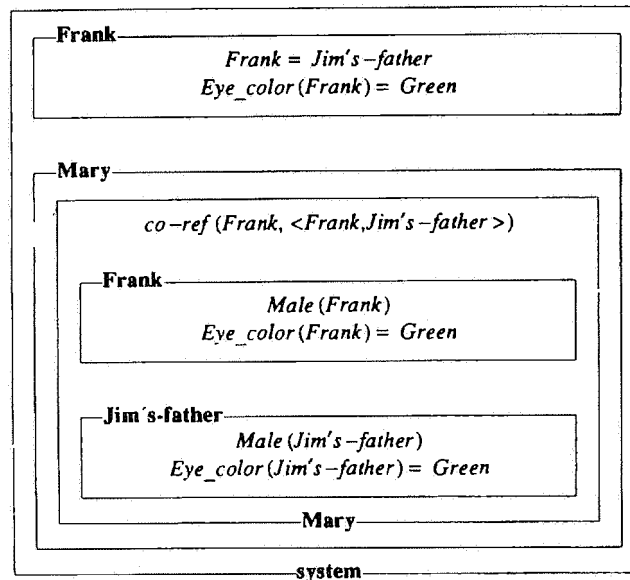 Frank
Frank = Jim's–father
Eye_color(Frank) = Green
Mary
co–ref (Frank, <Frank,Jim's–father>)
Frank
Male(Frank)
Eye_color(Frank) = Green
Jim's-father
Male(Jim's–father)
Eye_color(Jim's–father) = Green
Mary
system